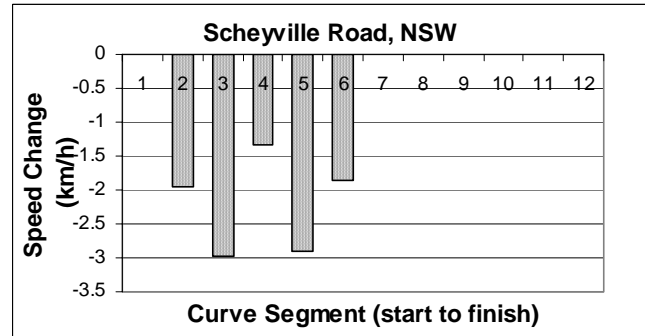 Scheyville Road, NSW
0
-0.5
-1
-1.5
-2
-2.5
-3
-3.5
1 2 3 4 5 6 7 8 9 10 11 12
Speed Change
(km/h)
Curve Segment (start to finish)